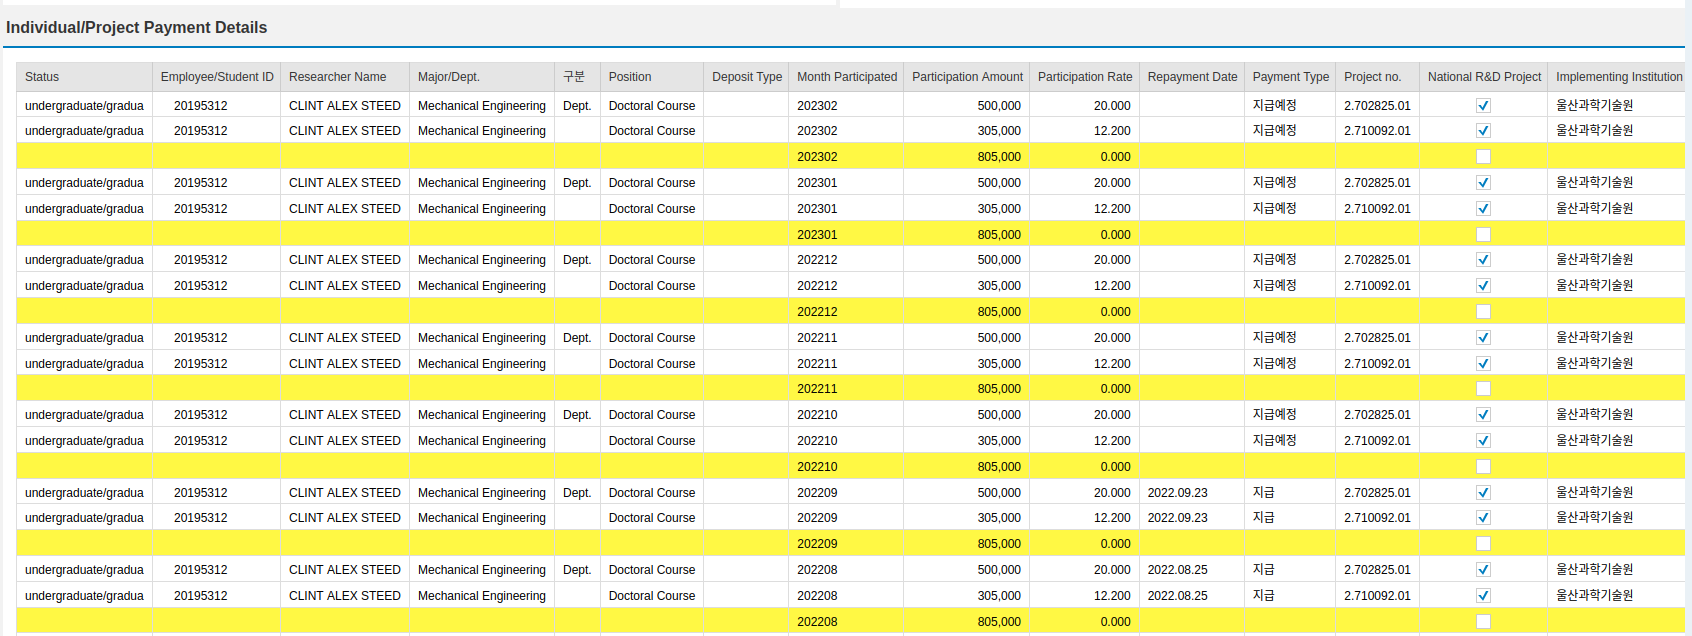 Individual/Project Payment Details
Status Employee/Student ID Researcher Name Major/Dept. 구분 Position Deposit Type Month Participated Participation Amount Participation Rate Repayment Date Payment Type Project no. National R&D Project Implementing Institution
undergraduate/gradua 20195312 CLINT ALEX STEED Mechanical Engineering Dept. Doctoral Course 202302 500,000 20.000 지급예정 2.702825.01 울산과학기술원
undergraduate/gradua 20195312 CLINT ALEX STEED Mechanical Engineering Doctoral Course 202302 305,000 12.200 지급예정 2.710092.01 울산과학기술원
202302 805,000 0.000
undergraduate/gradua 20195312 CLINT ALEX STEED Mechanical Engineering Dept. Doctoral Course 202301 500,000 20.000 지급예정 2.702825.01 울산과학기술원
undergraduate/gradua 20195312 CLINT ALEX STEED Mechanical Engineering Doctoral Course 202301 305,000 12.200 지급예정 2.710092.01 울산과학기술원
202301 805,000 0.000
undergraduate/gradua 20195312 CLINT ALEX STEED Mechanical Engineering Dept. Doctoral Course 202212 500,000 20.000 지급예정 2.702825.01 울산과학기술원
undergraduate/gradua 20195312 CLINT ALEX STEED Mechanical Engineering Doctoral Course 202212 305,000 12.200 지급예정 2.710092.01 울산과학기술원
202212 805,000 0.000
undergraduate/gradua 20195312 CLINT ALEX STEED Mechanical Engineering Dept. Doctoral Course 202211 500,000 20.000 지급예정 2.702825.01 울산과학기술원
undergraduate/gradua 20195312 CLINT ALEX STEED Mechanical Engineering Doctoral Course 202211 305,000 12.200 지급예정 2.710092.01 울산과학기술원
202211 805,000 0.000
undergraduate/gradua 20195312 CLINT ALEX STEED Mechanical Engineering Dept. Doctoral Course 202210 500,000 20.000 지급예정 2.702825.01 울산과학기술원
undergraduate/gradua 20195312 CLINT ALEX STEED Mechanical Engineering Doctoral Course 202210 305,000 12.200 지급예정 2.710092.01 울산과학기술원
202210 805,000 0.000
undergraduate/gradua 20195312 CLINT ALEX STEED Mechanical Engineering Dept. Doctoral Course 202209 500,000 20.000 2022.09.23 지급 2.702825.01 울산과학기술원
undergraduate/gradua 20195312 CLINT ALEX STEED Mechanical Engineering Doctoral Course 202209 305,000 12.200 2022.09.23 지급 2.710092.01 울산과학기술원
202209 805,000 0.000
undergraduate/gradua 20195312 CLINT ALEX STEED Mechanical Engineering Dept. Doctoral Course 202208 500,000 20.000 2022.08.25 지급 2.702825.01 울산과학기술원
undergraduate/gradua 20195312 CLINT ALEX STEED Mechanical Engineering Doctoral Course 202208 305,000 12.200 2022.08.25 지급 2.710092.01 울산과학기술원
202208 805,000 0.000